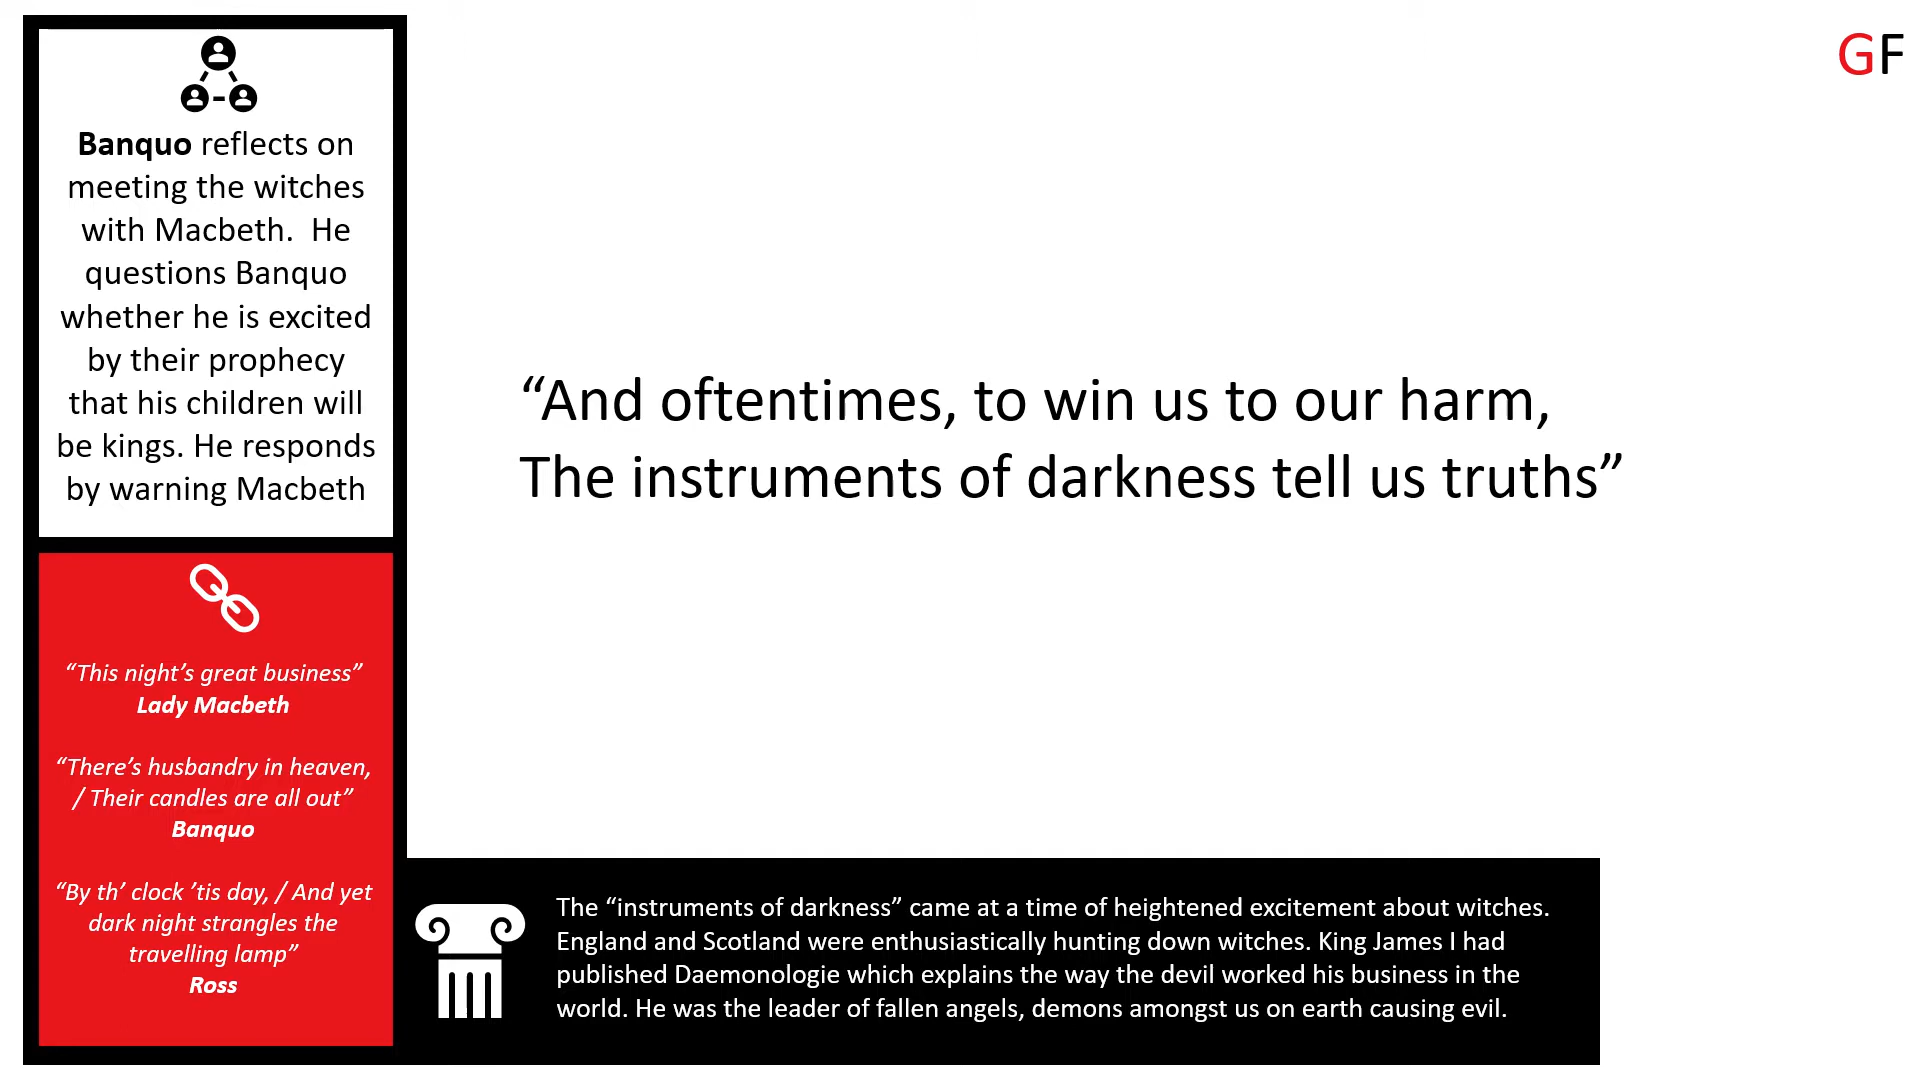 GF
Banquo reflects on
meeting the witches
with Macbeth.  He
questions Banquo
whether he is excited
by their prophecy
that his children will
be kings. He responds
by warning Macbeth
“And oftentimes, to win us to our harm,
The instruments of darkness tell us truths”
“This night’s great business”
Lady Macbeth
“There’s husbandry in heaven,
/ Their candles are all out”
Banquo
“By th’ clock ’tis day, / And yet
dark night strangles the
travelling lamp”
Ross
The “instruments of darkness” came at a time of heightened excitement about witches.
England and Scotland were enthusiastically hunting down witches. King James I had
published Daemonologie which explains the way the devil worked his business in the
world. He was the leader of fallen angels, demons amongst us on earth causing evil.